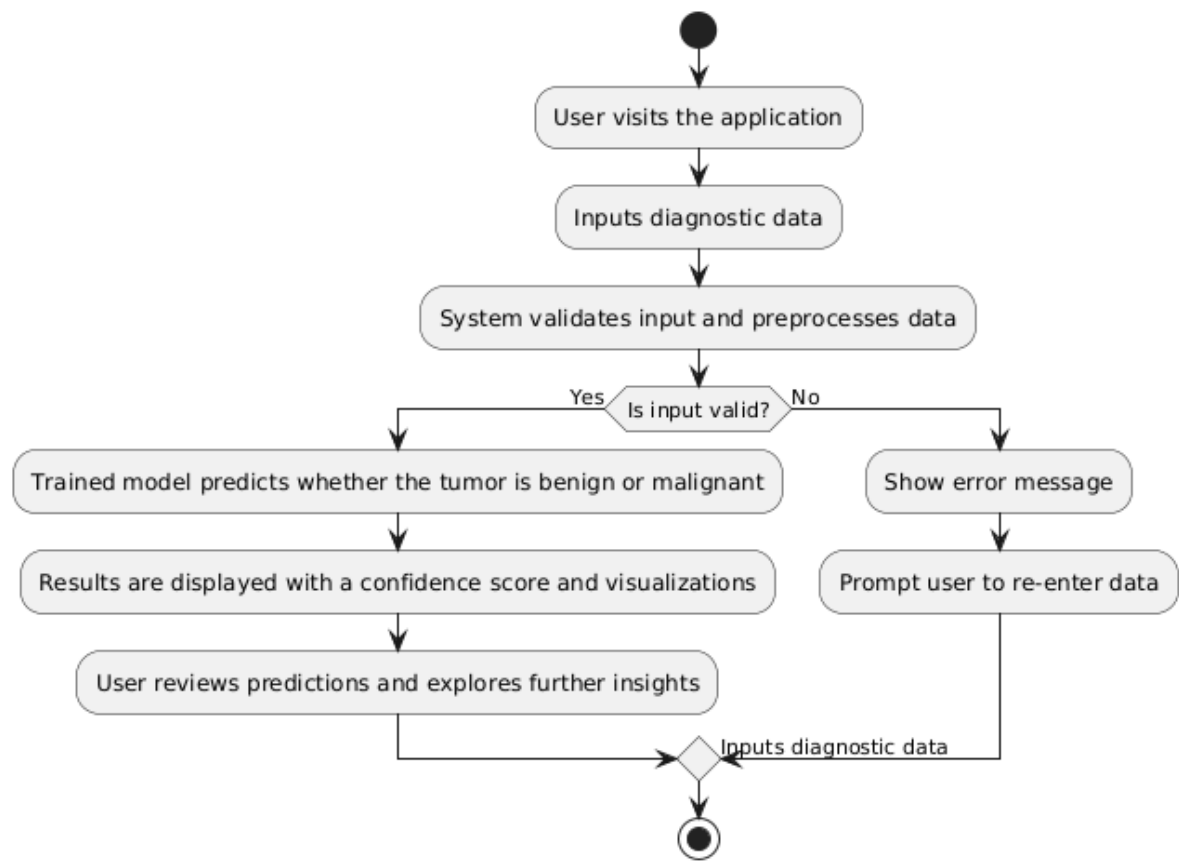 User visits the application
Inputs diagnostic data
System validates input and preprocesses data
Yes
Is input valid?
No
Trained model predicts whether the tumor is benign or malignant
Show error message
Results are displayed with a confidence score and visualizations
Prompt user to re-enter data
User reviews predictions and explores further insights
Inputs diagnostic data